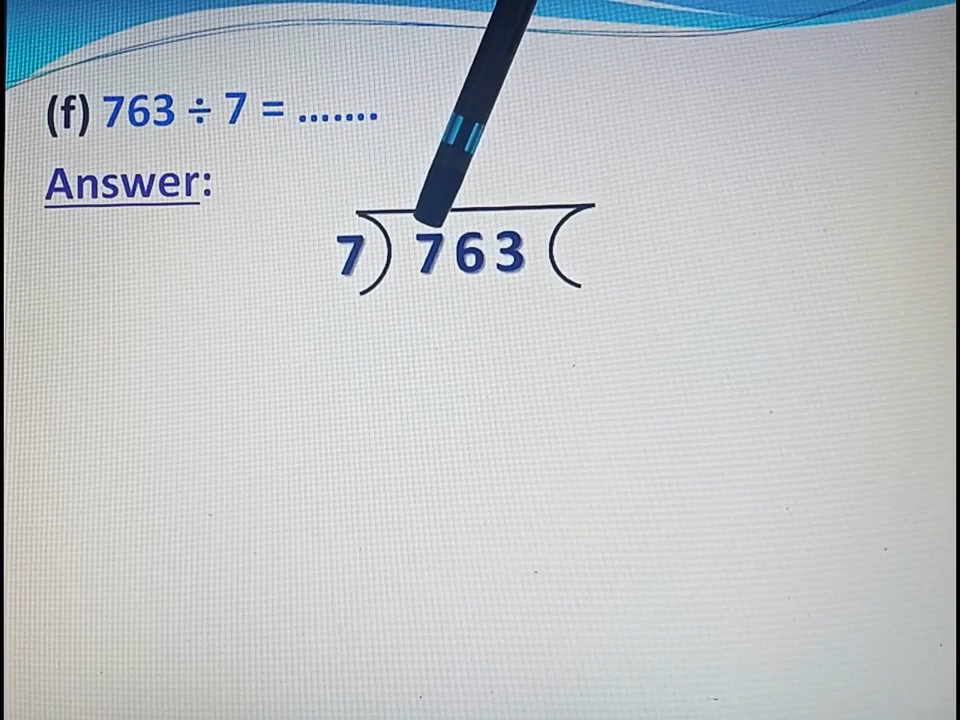 (f) 763 ÷ 7 = .......
Answer:
7) 763 (